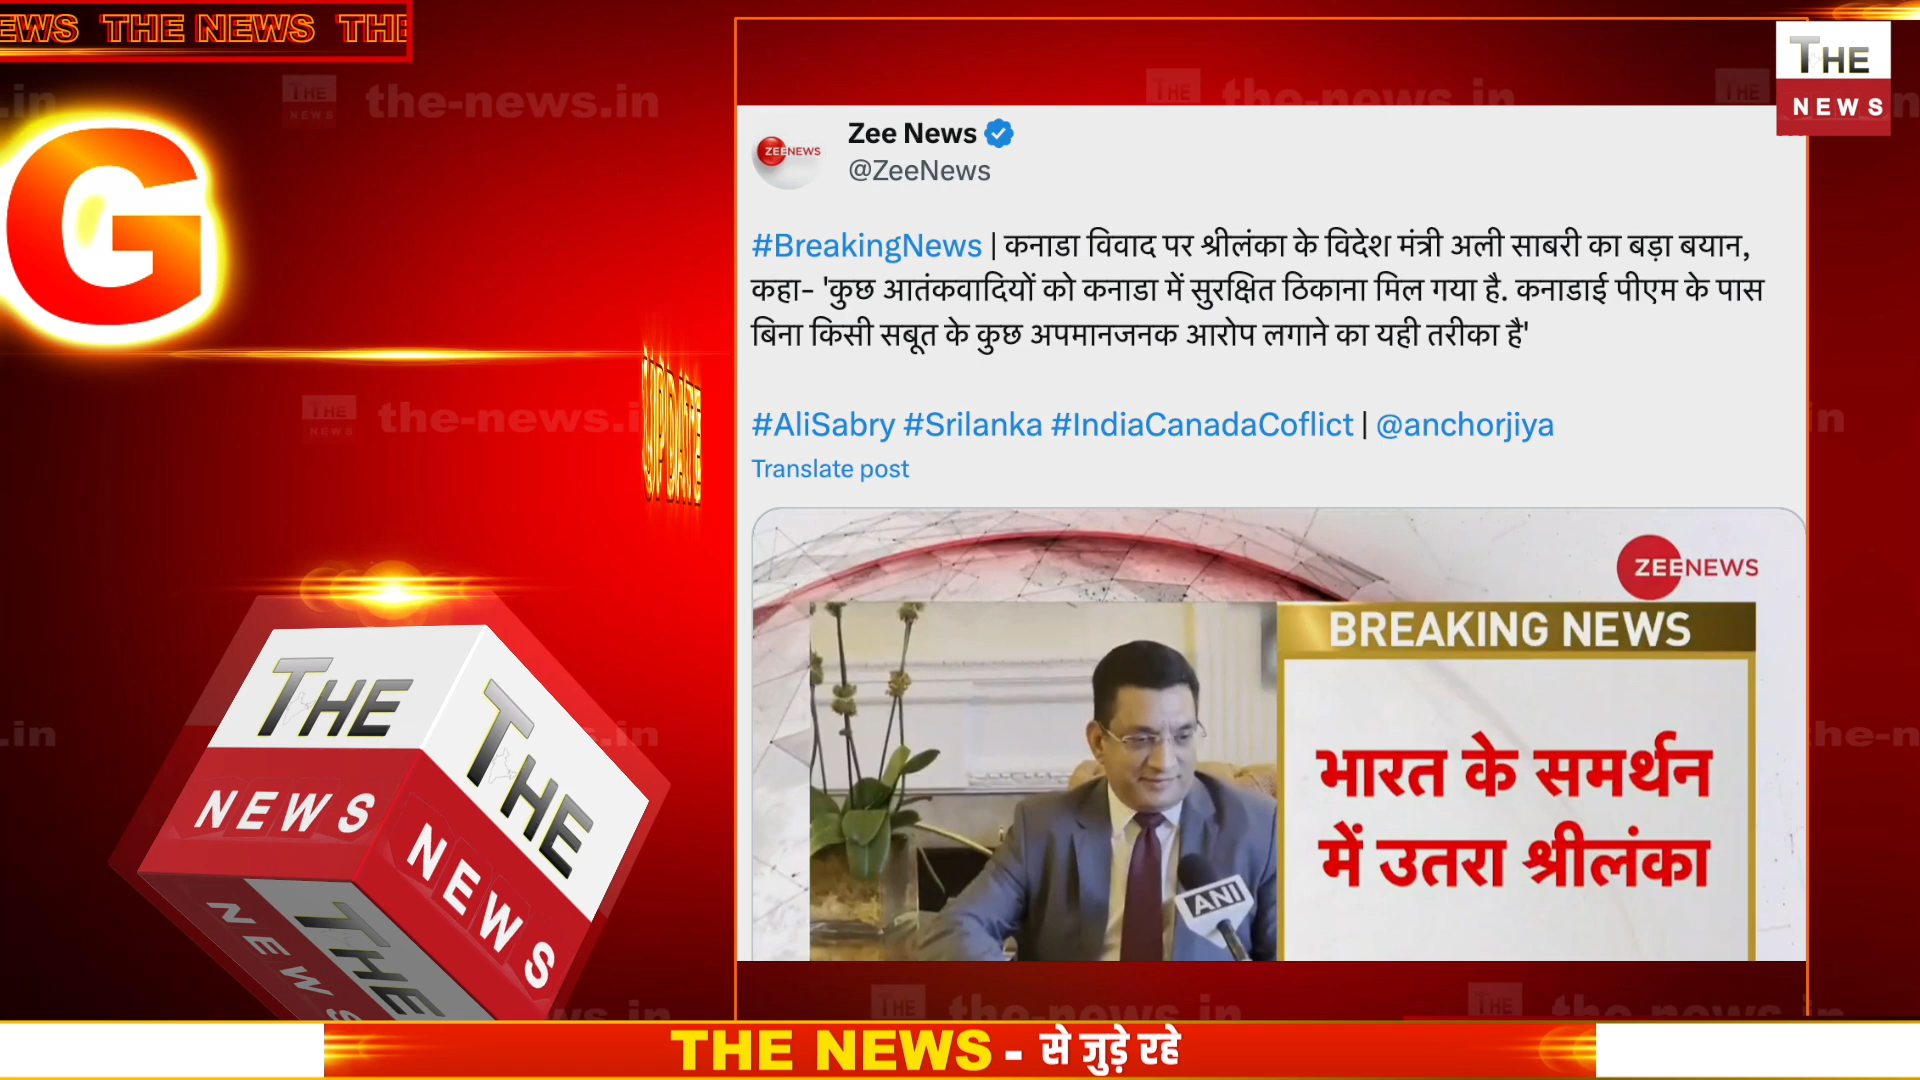 THE NEWS
THE
NEWS
the-news.in
the-news.in
G
Zee News
@ZeeNews
ZEENEWS
#BreakingNews | कनाडा विवाद पर श्रीलंका के विदेश मंत्री अली साबरी का बड़ा बयान,
कहा- 'कुछ आतंकवादियों को कनाडा में सुरक्षित ठिकाना मिल गया है. कनाडाई पीएम के पास
बिना किसी सबूत के कुछ अपमानजनक आरोप लगाने का यही तरीका है'
the-news.i
UPDATE
#AliSabry #Srilanka #IndiaCanadaCoflict | @anchorjiya
Translate post
ZEENEWS
BREAKING NEWS
भारत के समर्थन
में उतरा श्रीलंका
ANI
THE
NEWS
THE
NEWS
THE
NEWS
THE NEWS - से जुड़े रहे